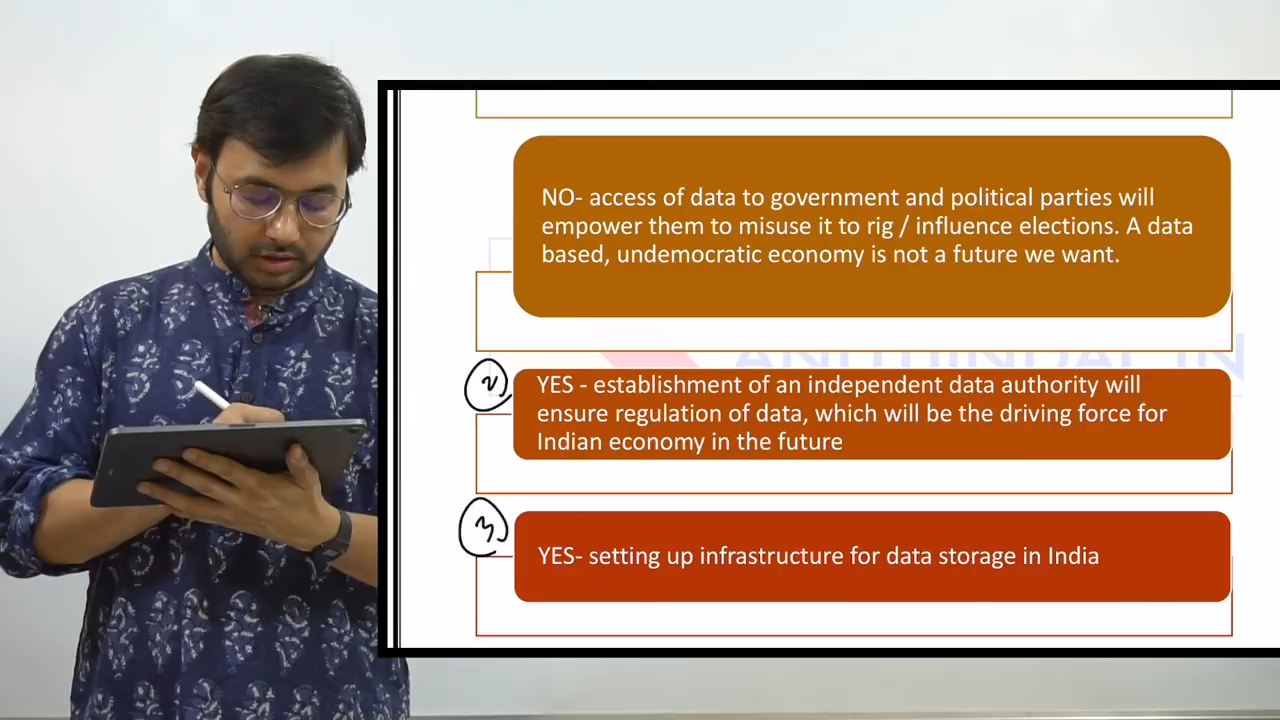 NO- access of data to government and political parties will
empower them to misuse it to rig / influence elections. A data
based, undemocratic economy is not a future we want.
2
YES - establishment of an independent data authority will
ensure regulation of data, which will be the driving force for
Indian economy in the future
3
YES- setting up infrastructure for data storage in India